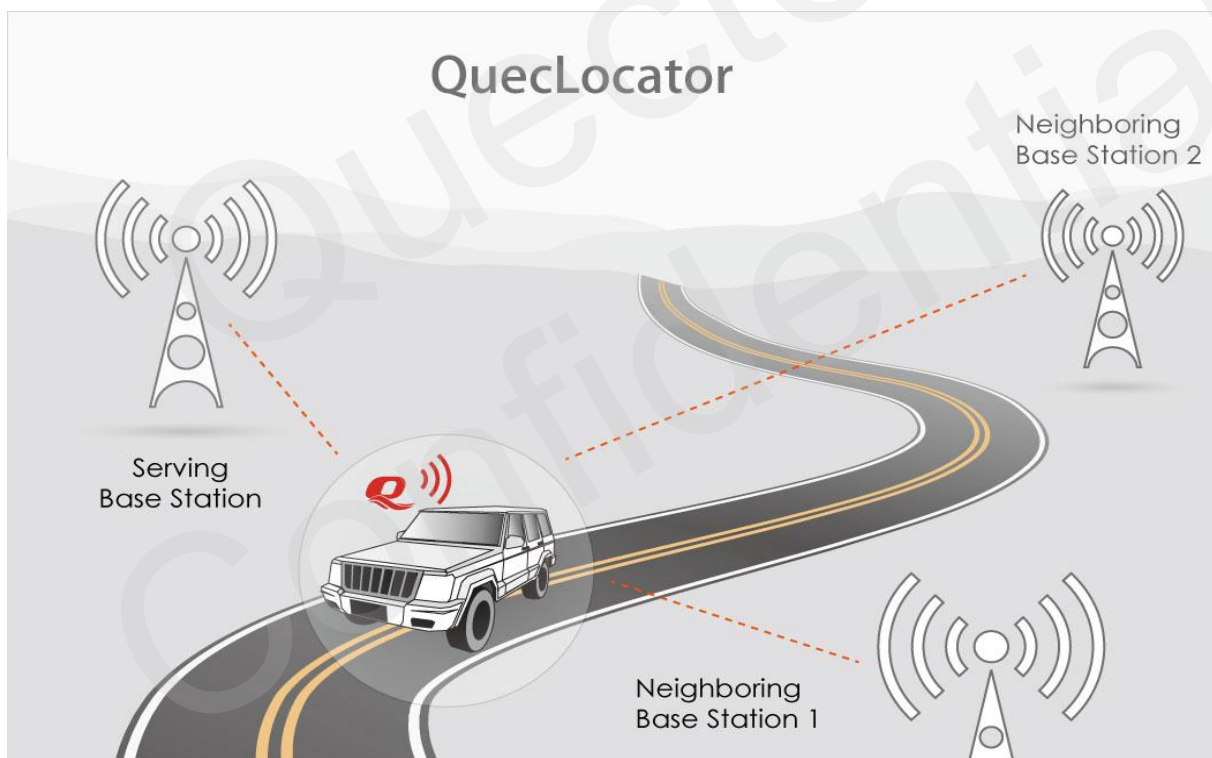 QuecLocator
Neighboring
Base Station 2
Serving
Base Station
Q
Neighboring
Base Station 1
Quectel
Confidential